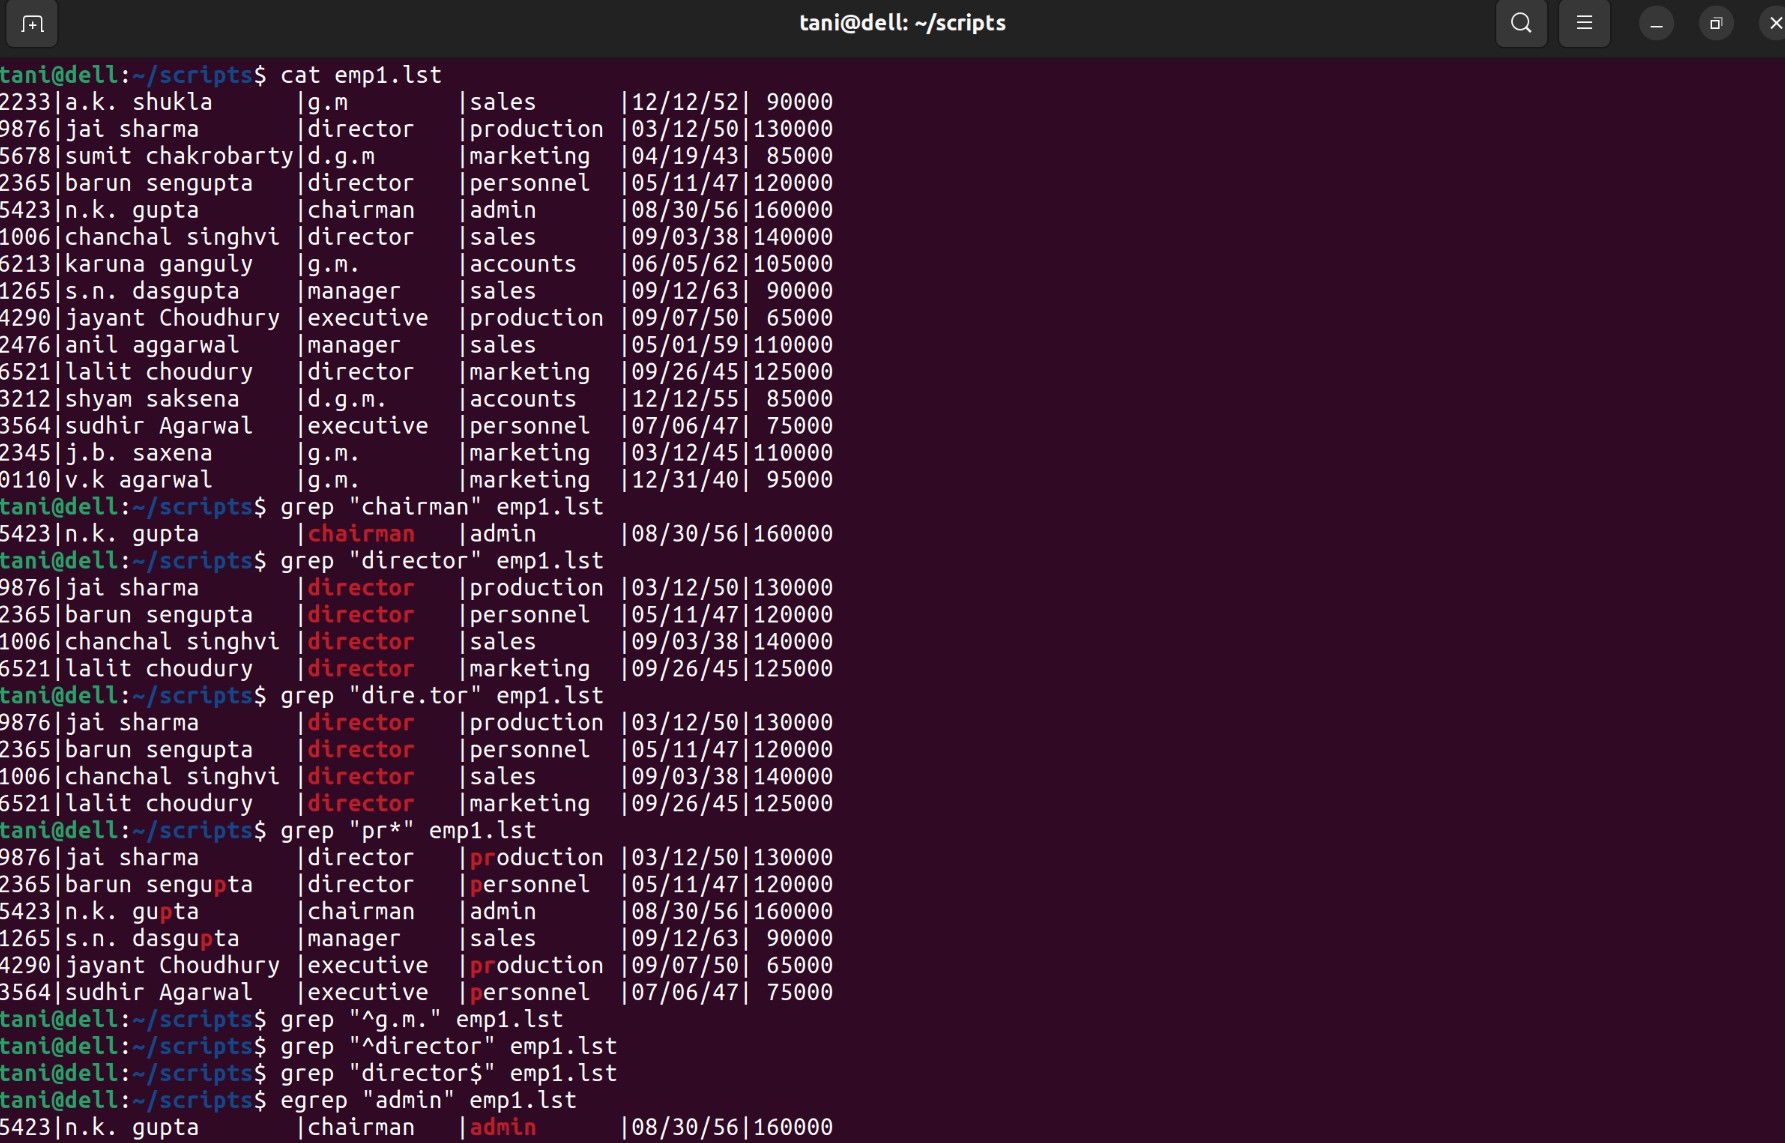 tani@dell: ~/scripts
tani@dell:~/scripts$ cat emp1.lst
2233|a.k. shukla      |g.m        |sales      |12/12/52| 90000
9876|jai sharma       |director   |production |03/12/50|130000
5678|sumit chakrobarty|d.g.m      |marketing  |04/19/43| 85000
2365|barun sengupta   |director   |personnel  |05/11/47|120000
5423|n.k. gupta       |chairman   |admin      |08/30/56|160000
1006|chanchal singhvi |director   |sales      |09/03/38|140000
6213|karuna ganguly   |g.m.       |accounts   |06/05/62|105000
1265|s.n. dasgupta    |manager    |sales      |09/12/63| 90000
4290|jayant Choudhury |executive  |production |09/07/50| 65000
2476|anil aggarwal    |manager    |sales      |05/01/59|110000
6521|lalit choudury   |director   |marketing  |09/26/45|125000
3212|shyam saksena    |d.g.m.     |accounts   |12/12/55| 85000
3564|sudhir Agarwal   |executive  |personnel  |07/06/47| 75000
2345|j.b. saxena      |g.m.       |marketing  |03/12/45|110000
0110|v.k agarwal      |g.m.       |marketing  |12/31/40| 95000
tani@dell:~/scripts$ grep "chairman" emp1.lst
5423|n.k. gupta       |chairman   |admin      |08/30/56|160000
tani@dell:~/scripts$ grep "director" emp1.lst
9876|jai sharma       |director   |production |03/12/50|130000
2365|barun sengupta   |director   |personnel  |05/11/47|120000
1006|chanchal singhvi |director   |sales      |09/03/38|140000
6521|lalit choudury   |director   |marketing  |09/26/45|125000
tani@dell:~/scripts$ grep "dire.tor" emp1.lst
9876|jai sharma       |director   |production |03/12/50|130000
2365|barun sengupta   |director   |personnel  |05/11/47|120000
1006|chanchal singhvi |director   |sales      |09/03/38|140000
6521|lalit choudury   |director   |marketing  |09/26/45|125000
tani@dell:~/scripts$ grep "pr*" emp1.lst
9876|jai sharma       |director   |production |03/12/50|130000
2365|barun sengupta   |director   |personnel  |05/11/47|120000
5423|n.k. gupta       |chairman   |admin      |08/30/56|160000
1265|s.n. dasgupta    |manager    |sales      |09/12/63| 90000
4290|jayant Choudhury |executive  |production |09/07/50| 65000
3564|sudhir Agarwal   |executive  |personnel  |07/06/47| 75000
tani@dell:~/scripts$ grep "^g.m." emp1.lst
tani@dell:~/scripts$ grep "^director" emp1.lst
tani@dell:~/scripts$ grep "director$" emp1.lst
tani@dell:~/scripts$ egrep "admin" emp1.lst
5423|n.k. gupta       |chairman   |admin      |08/30/56|160000